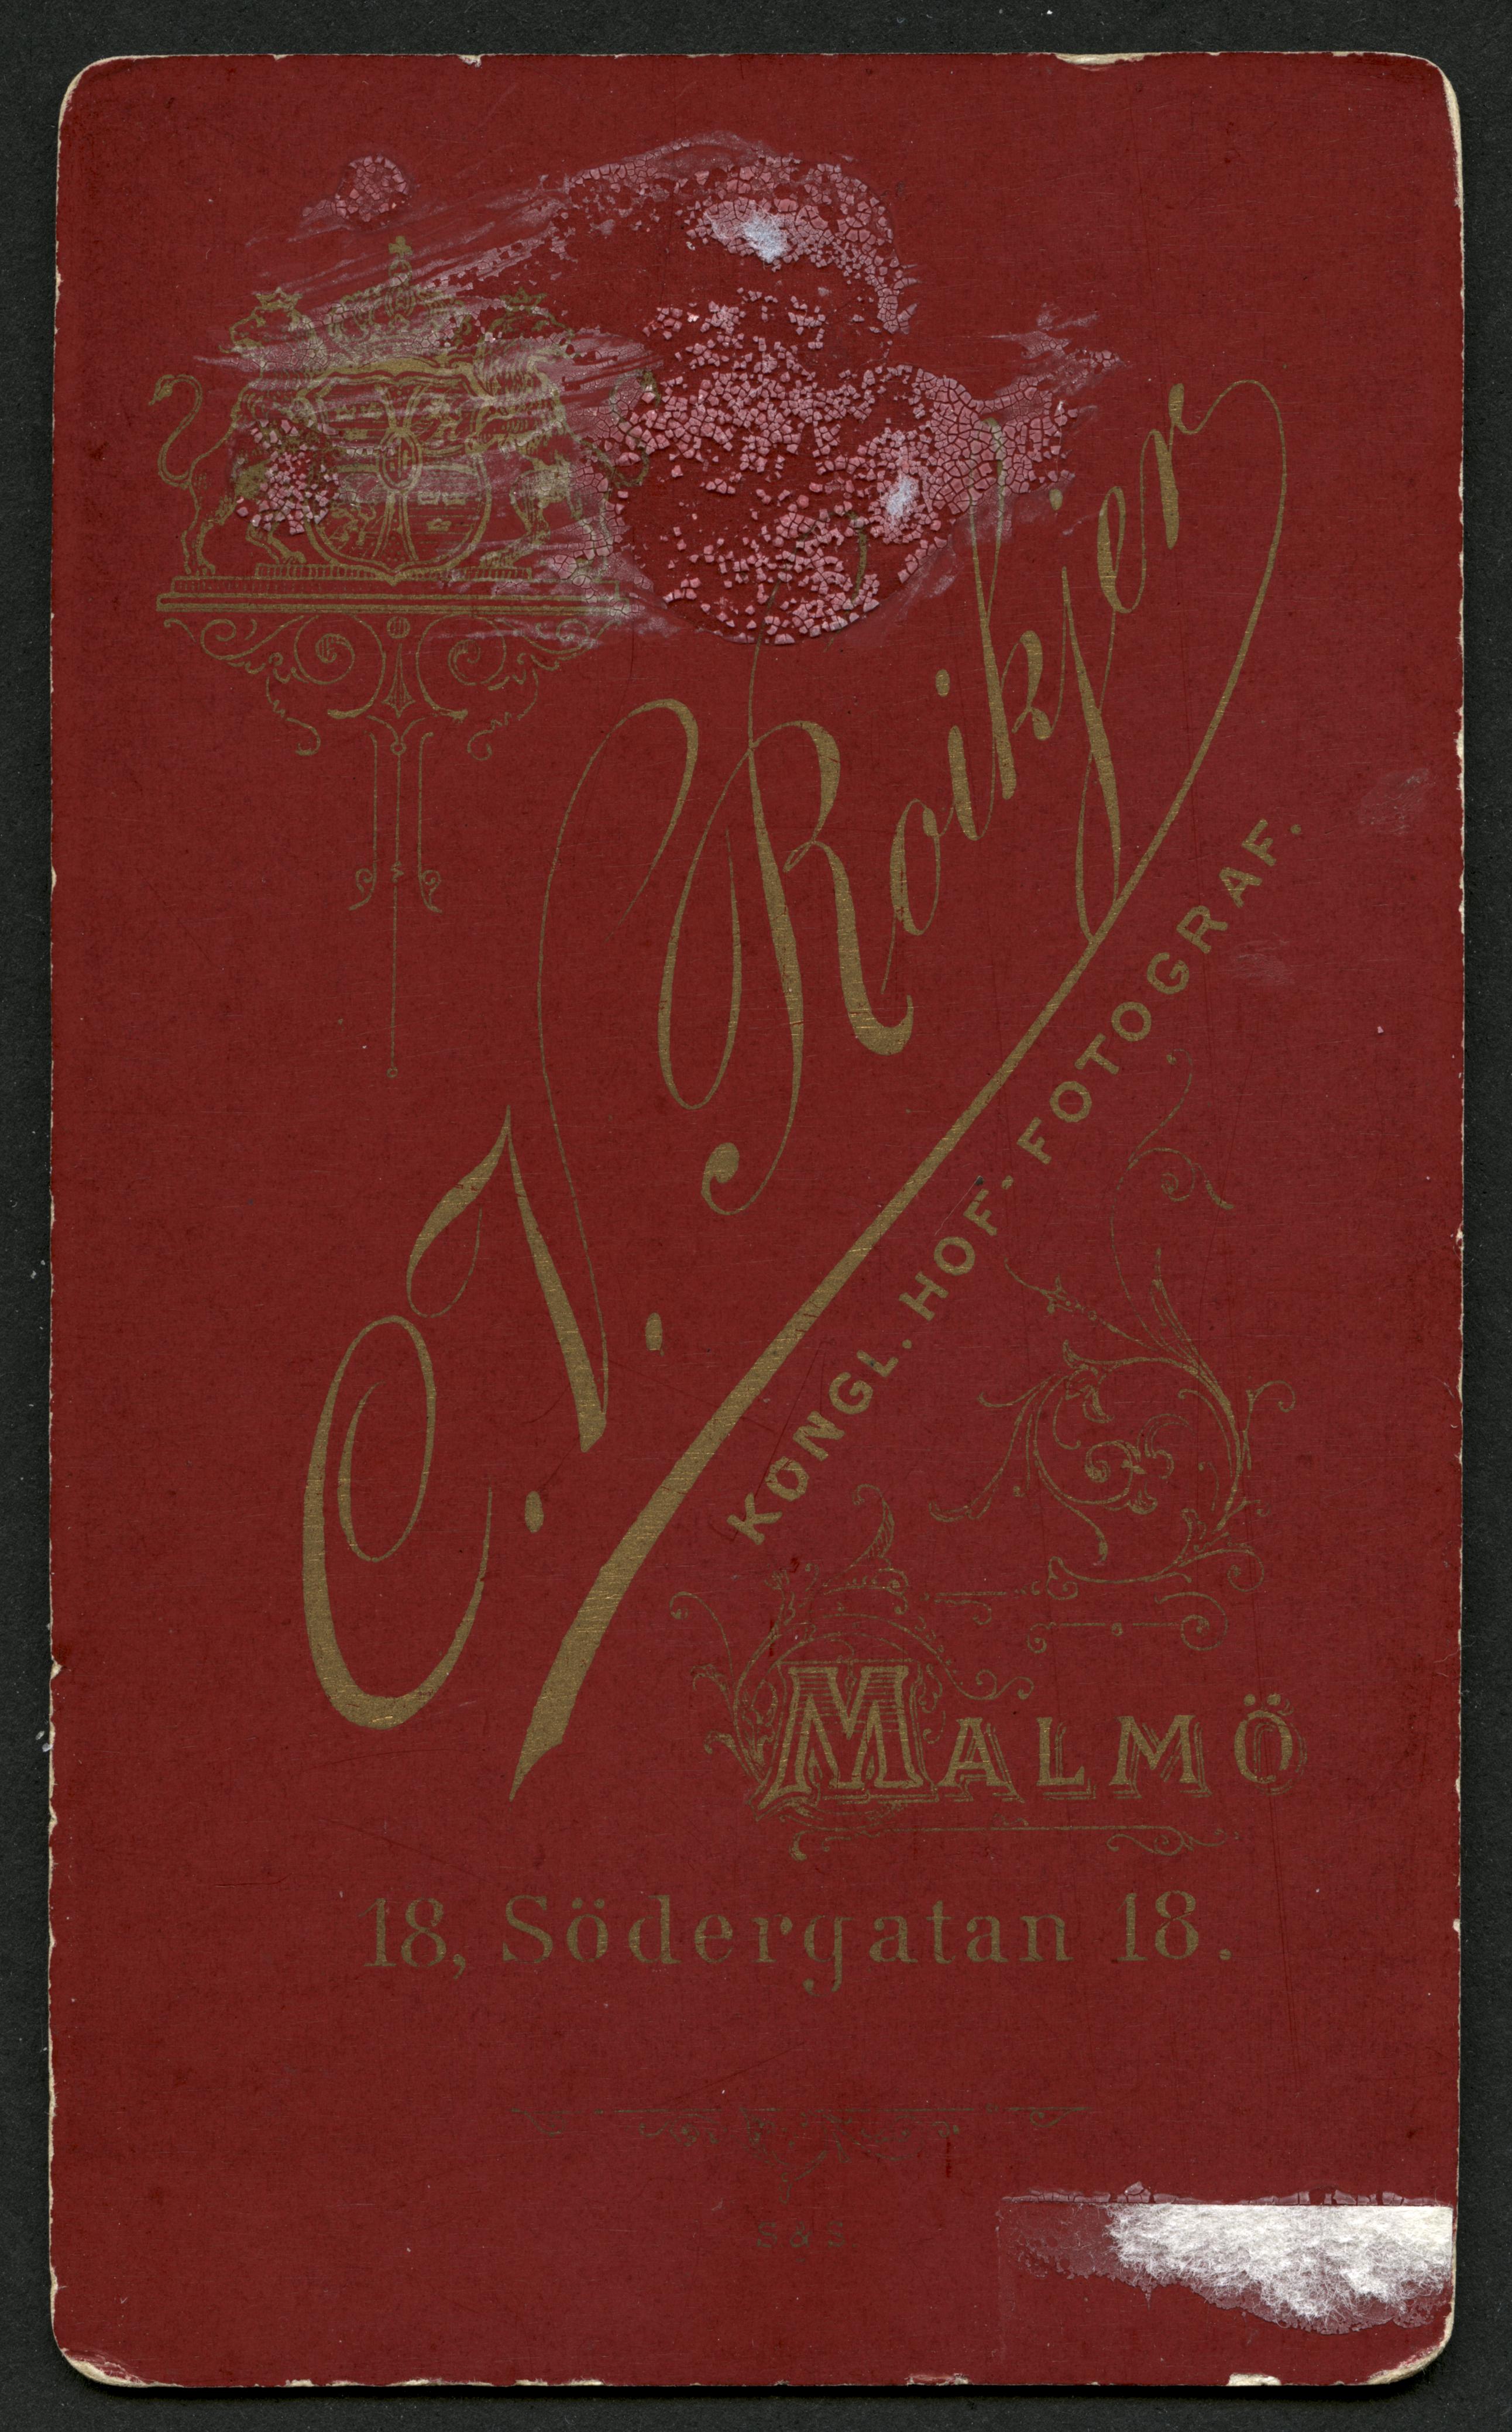 C. V. Roikjer
KONGL. HOF. FOTOGRAF.
MALMÖ
18, Södergatan 18.
S & S.